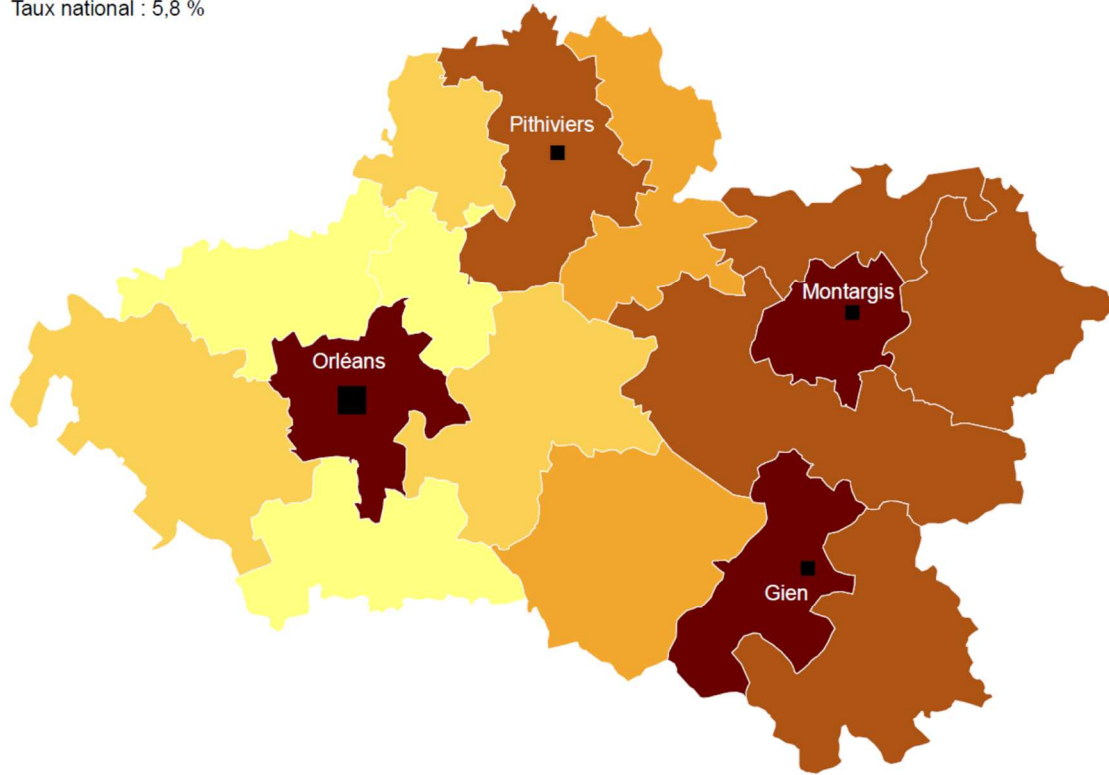 Taux national : 5,8 %
Pithiviers
Montargis
Orléans
Gien